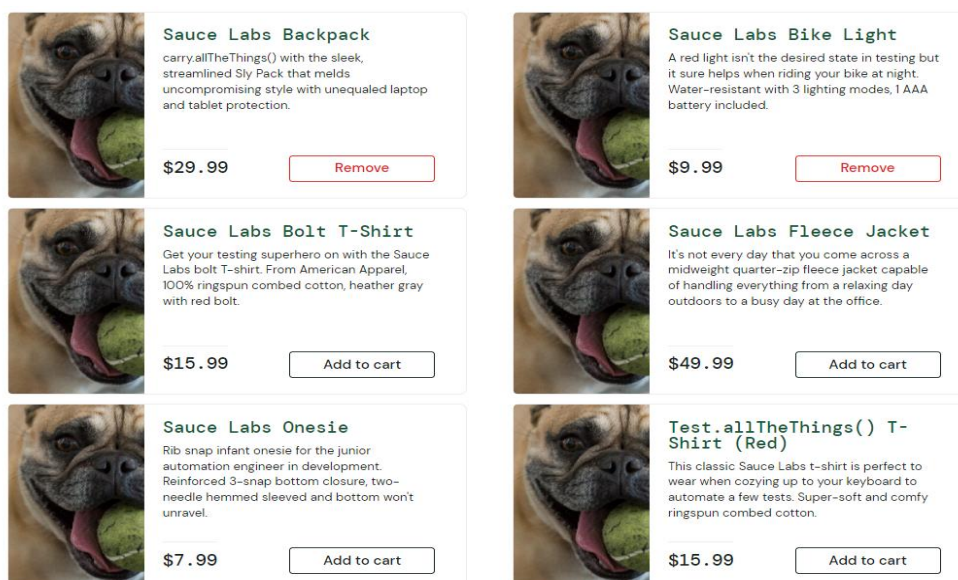 Sauce Labs Backpack
carry.allTheThings() with the sleek,
streamlined Sly Pack that melds
uncompromising style with unequaled laptop
and tablet protection.
$29.99
Remove
Sauce Labs Bike Light
A red light isn't the desired state in testing but
it sure helps when riding your bike at night.
Water-resistant with 3 lighting modes, 1 AAA
battery included.
$9.99
Remove
Sauce Labs Bolt T-Shirt
Get your testing superhero on with the Sauce
Labs bolt T-shirt. From American Apparel,
100% ringspun combed cotton, heather gray
with red bolt.
$15.99
Add to cart
Sauce Labs Fleece Jacket
It's not every day that you come across a
midweight quarter-zip fleece jacket capable
of handling everything from a relaxing day
outdoors to a busy day at the office.
$49.99
Add to cart
Sauce Labs Onesie
Rib snap infant onesie for the junior
automation engineer in development.
Reinforced 3-snap bottom closure, two-
needle hemmed sleeved and bottom won't
unravel.
$7.99
Add to cart
Test.allTheThings() T-
Shirt (Red)
This classic Sauce Labs t-shirt is perfect to
wear when cozying up to your keyboard to
automate a few tests. Super-soft and comfy
ringspun combed cotton.
$15.99
Add to cart